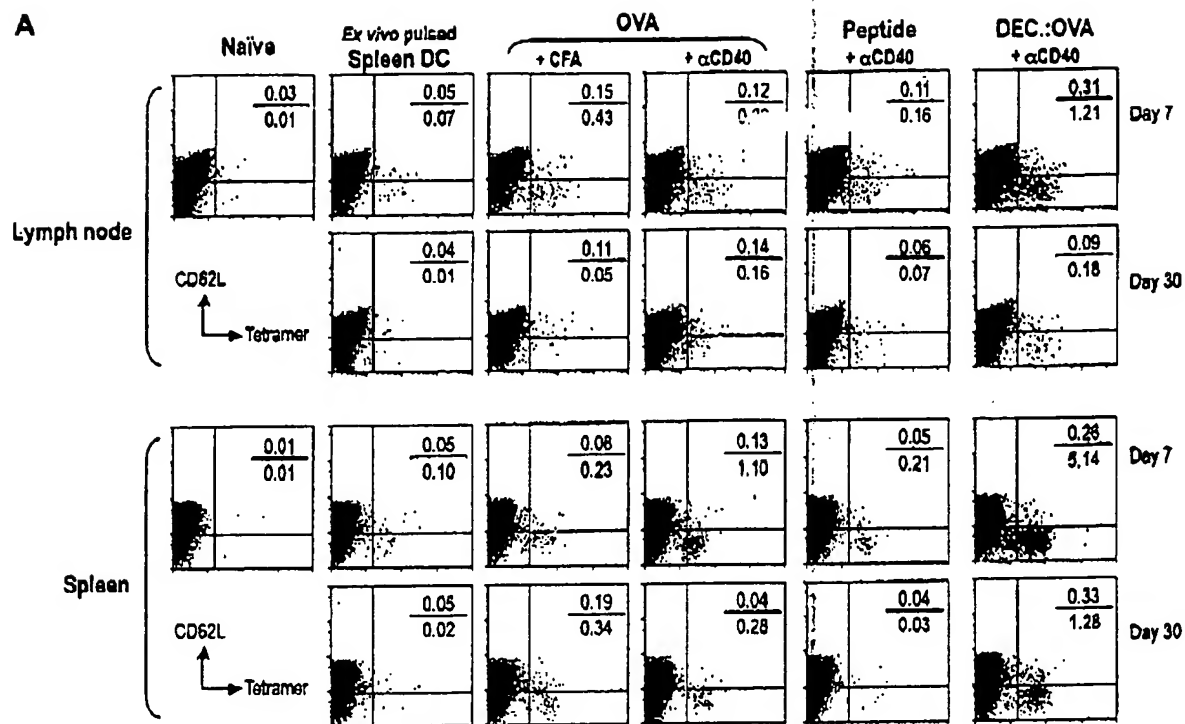 A
Naïve
Ex vivo pulsed
Spleen DC
OVA
+ CFA
+ αCD40
Peptide
+ αCD40
DEC.:OVA
+ αCD40
Lymph node
0.03
0.01
0.05
0.07
0.15
0.43
0.12
0.11
0.16
0.31
1.21
Day 7
CD62L
Tetramer
0.04
0.01
0.11
0.05
0.14
0.16
0.06
0.07
0.09
0.18
Day 30
Spleen
0.01
0.01
0.05
0.10
0.08
0.23
0.13
1.10
0.05
0.21
0.26
5.14
Day 7
CD62L
Tetramer
0.05
0.02
0.19
0.34
0.04
0.28
0.04
0.03
0.33
1.28
Day 30